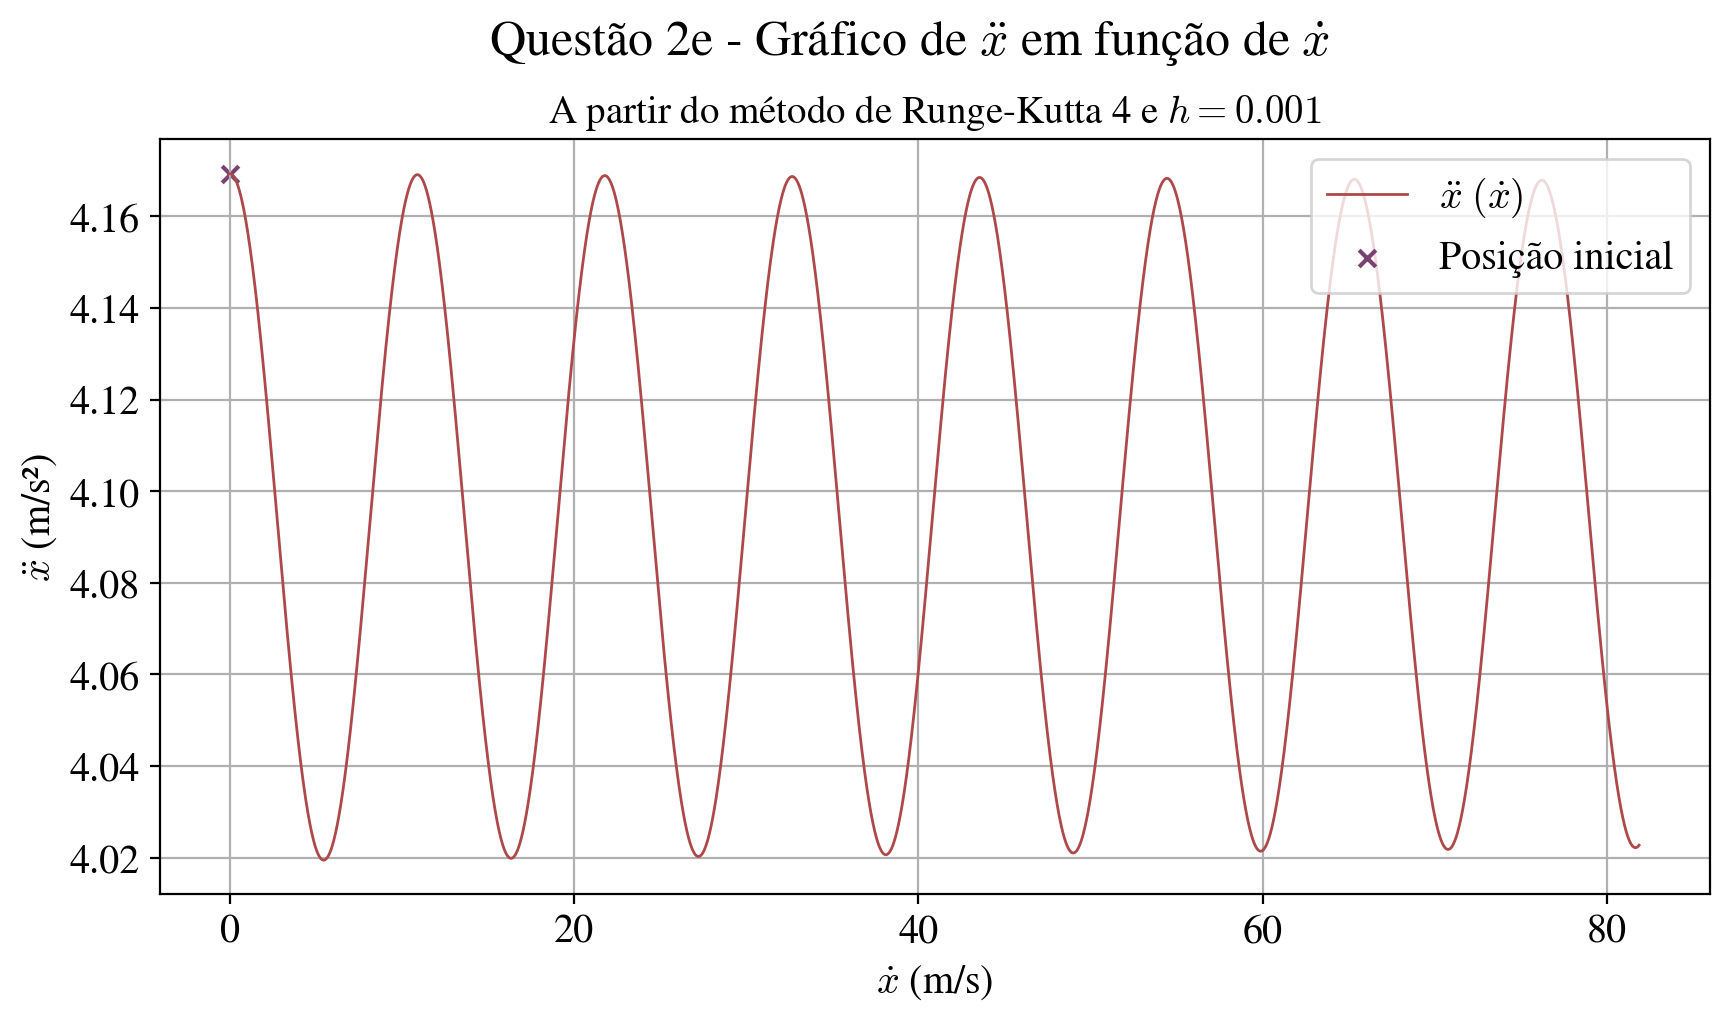 Questão 2e - Gráfico de ẍ em função de ẋ
A partir do método de Runge-Kutta 4 e h = 0.001
ẍ (ẋ)
Posição inicial
4.16
4.14
4.12
4.10
4.08
4.06
4.04
4.02
ẍ (m/s²)
0 20 40 60 80
ẋ (m/s)